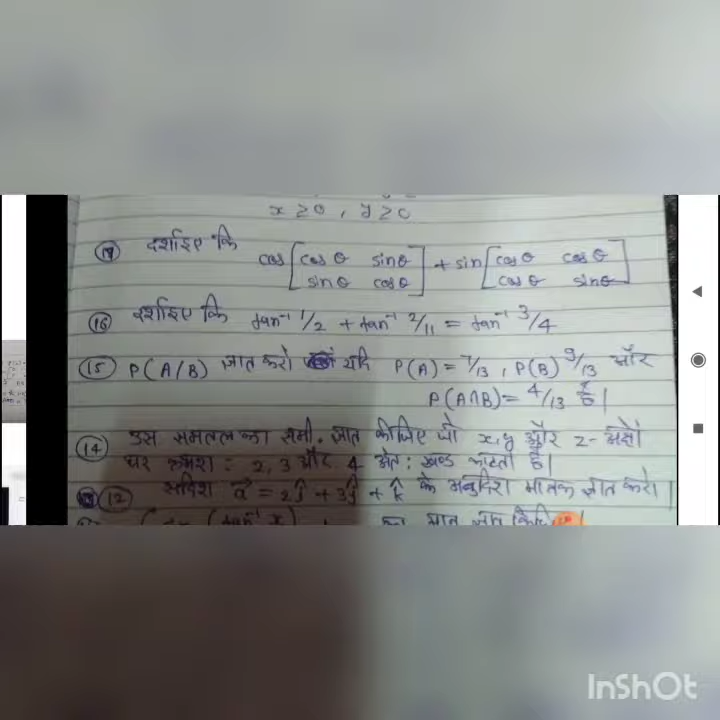 x ≥ 0, y ≥ 0
दर्शाइए कि
cos [cos θ sin θ] + sin [cos θ cos θ]
[sin θ cos θ] [cos θ sin θ]
(16) दर्शाइए कि tan⁻¹ 1/2 + tan⁻¹ 2/11 = tan⁻¹ 3/4
(15) P(A/B) ज्ञात करो यदि P(A) = 7/13, P(B) 9/13 और
P(A∩B) = 4/13 है।
(14) उस समतल का समी. ज्ञात कीजिए जो x, y और z- अक्षों
पर क्रमश: 2, 3 और 4 अंत: खण्ड काटता है।
(12) सदिश a⃗ = 2î + 3ĵ + k̂ के अनुदिश मात्रक ज्ञात करो।
(tan⁻¹ x) का मान ज्ञात
InShOt